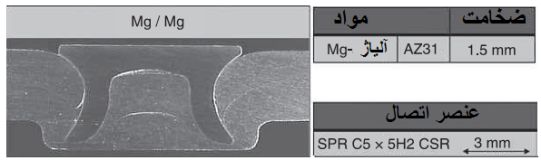 Mg / Mg
مواد ضخامت
Mg- آلیاژ AZ31 1.5 mm
عنصر اتصال
SPR C5 × 5H2 CSR 3 mm